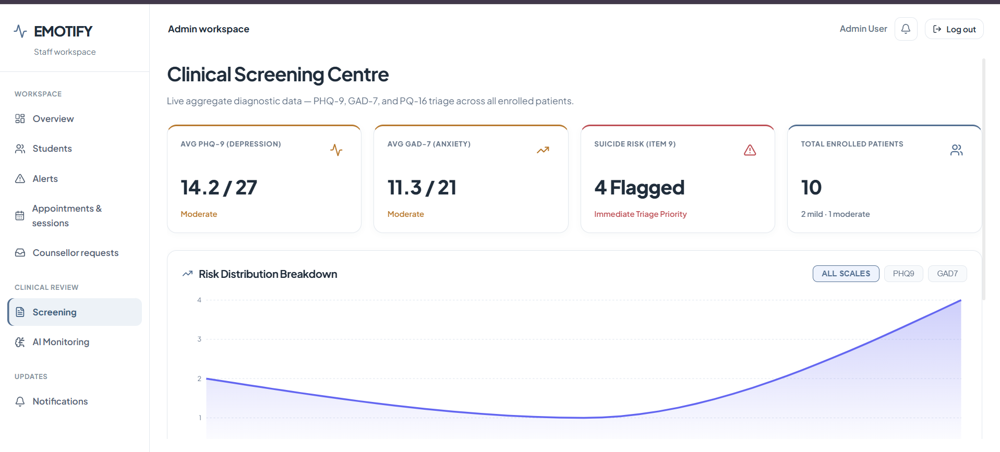 EMOTIFY
Staff workspace
WORKSPACE
Overview
Students
Alerts
Appointments &
sessions
Counsellor requests
CLINICAL REVIEW
Screening
AI Monitoring
UPDATES
Notifications
Admin workspace
Admin User
Log out
Clinical Screening Centre
Live aggregate diagnostic data — PHQ-9, GAD-7, and PQ-16 triage across all enrolled patients.
AVG PHQ-9 (DEPRESSION)
14.2 / 27
Moderate
AVG GAD-7 (ANXIETY)
11.3 / 21
Moderate
SUICIDE RISK (ITEM 9)
4 Flagged
Immediate Triage Priority
TOTAL ENROLLED PATIENTS
10
2 mild · 1 moderate
Risk Distribution Breakdown
ALL SCALES
PHQ9
GAD7
4
3
2
1